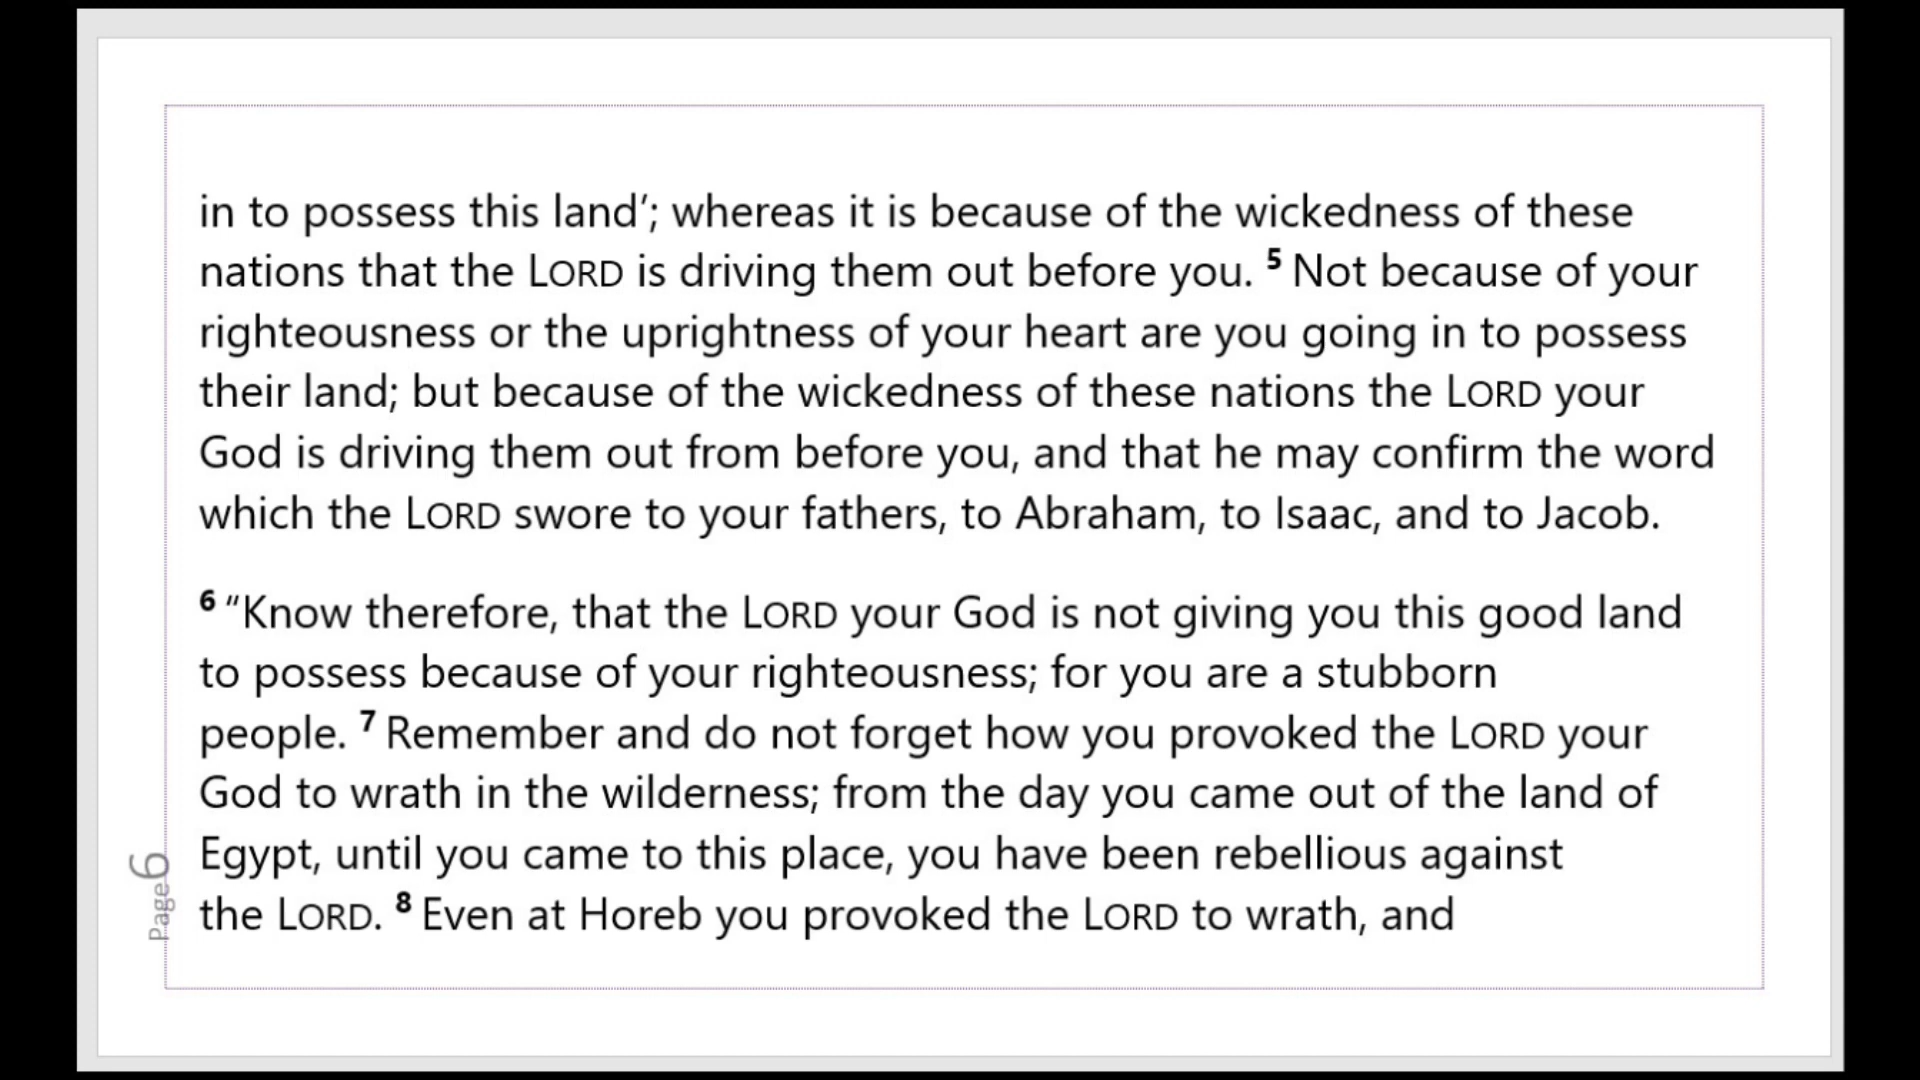 in to possess this land’; whereas it is because of the wickedness of these
nations that the LORD is driving them out before you. 5 Not because of your
righteousness or the uprightness of your heart are you going in to possess
their land; but because of the wickedness of these nations the LORD your
God is driving them out from before you, and that he may confirm the word
which the LORD swore to your fathers, to Abraham, to Isaac, and to Jacob.
6 “Know therefore, that the LORD your God is not giving you this good land
to possess because of your righteousness; for you are a stubborn
people. 7 Remember and do not forget how you provoked the LORD your
God to wrath in the wilderness; from the day you came out of the land of
Egypt, until you came to this place, you have been rebellious against
the LORD. 8 Even at Horeb you provoked the LORD to wrath, and
Page 6